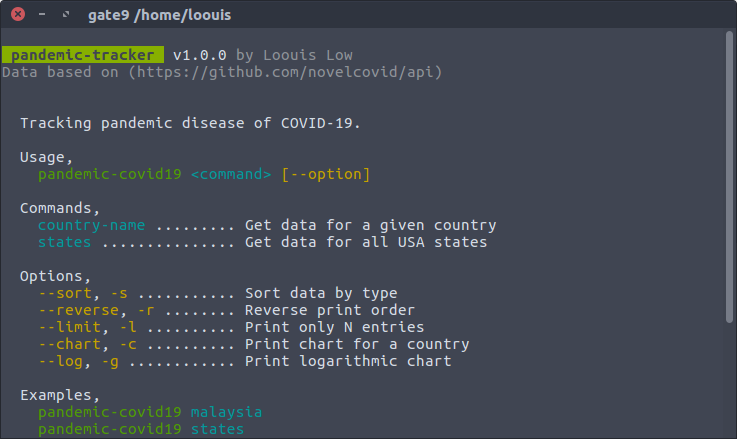 gate9 /home/loouis
pandemic-tracker v1.0.0 by Loouis Low
Data based on (https://github.com/novelcovid/api)
Tracking pandemic disease of COVID-19.
Usage,
pandemic-covid19 <command> [--option]
Commands,
country-name ......... Get data for a given country
states ............... Get data for all USA states
Options,
--sort, -s ........... Sort data by type
--reverse, -r ........ Reverse print order
--limit, -l .......... Print only N entries
--chart, -c .......... Print chart for a country
--log, -g ............ Print logarithmic chart
Examples,
pandemic-covid19 malaysia
pandemic-covid19 states